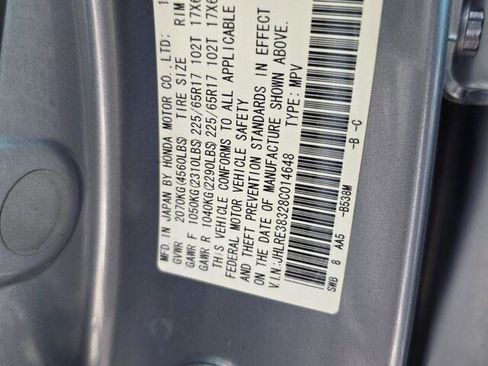 MFD. IN JAPAN BY HONDA MOTOR CO., LTD.: 1
GVWR 2070KG(4560LBS) TIRE SIZE RIM
GAWR F 1050KG(2310LBS) 225/65R17 102T 17X6
GAWR R 1040KG(2290LBS) 225/65R17 102T 17X6
THIS VEHICLE CONFORMS TO ALL APPLICABLE
FEDERAL MOTOR VEHICLE SAFETY
AND THEFT PREVENTION STANDARDS IN EFFECT
ON THE DATE OF MANUFACTURE SHOWN ABOVE.
V.I.N.: JHLRE38328C014648 TYPE: MPV
SWB 8 AA5 -B538M -B -C